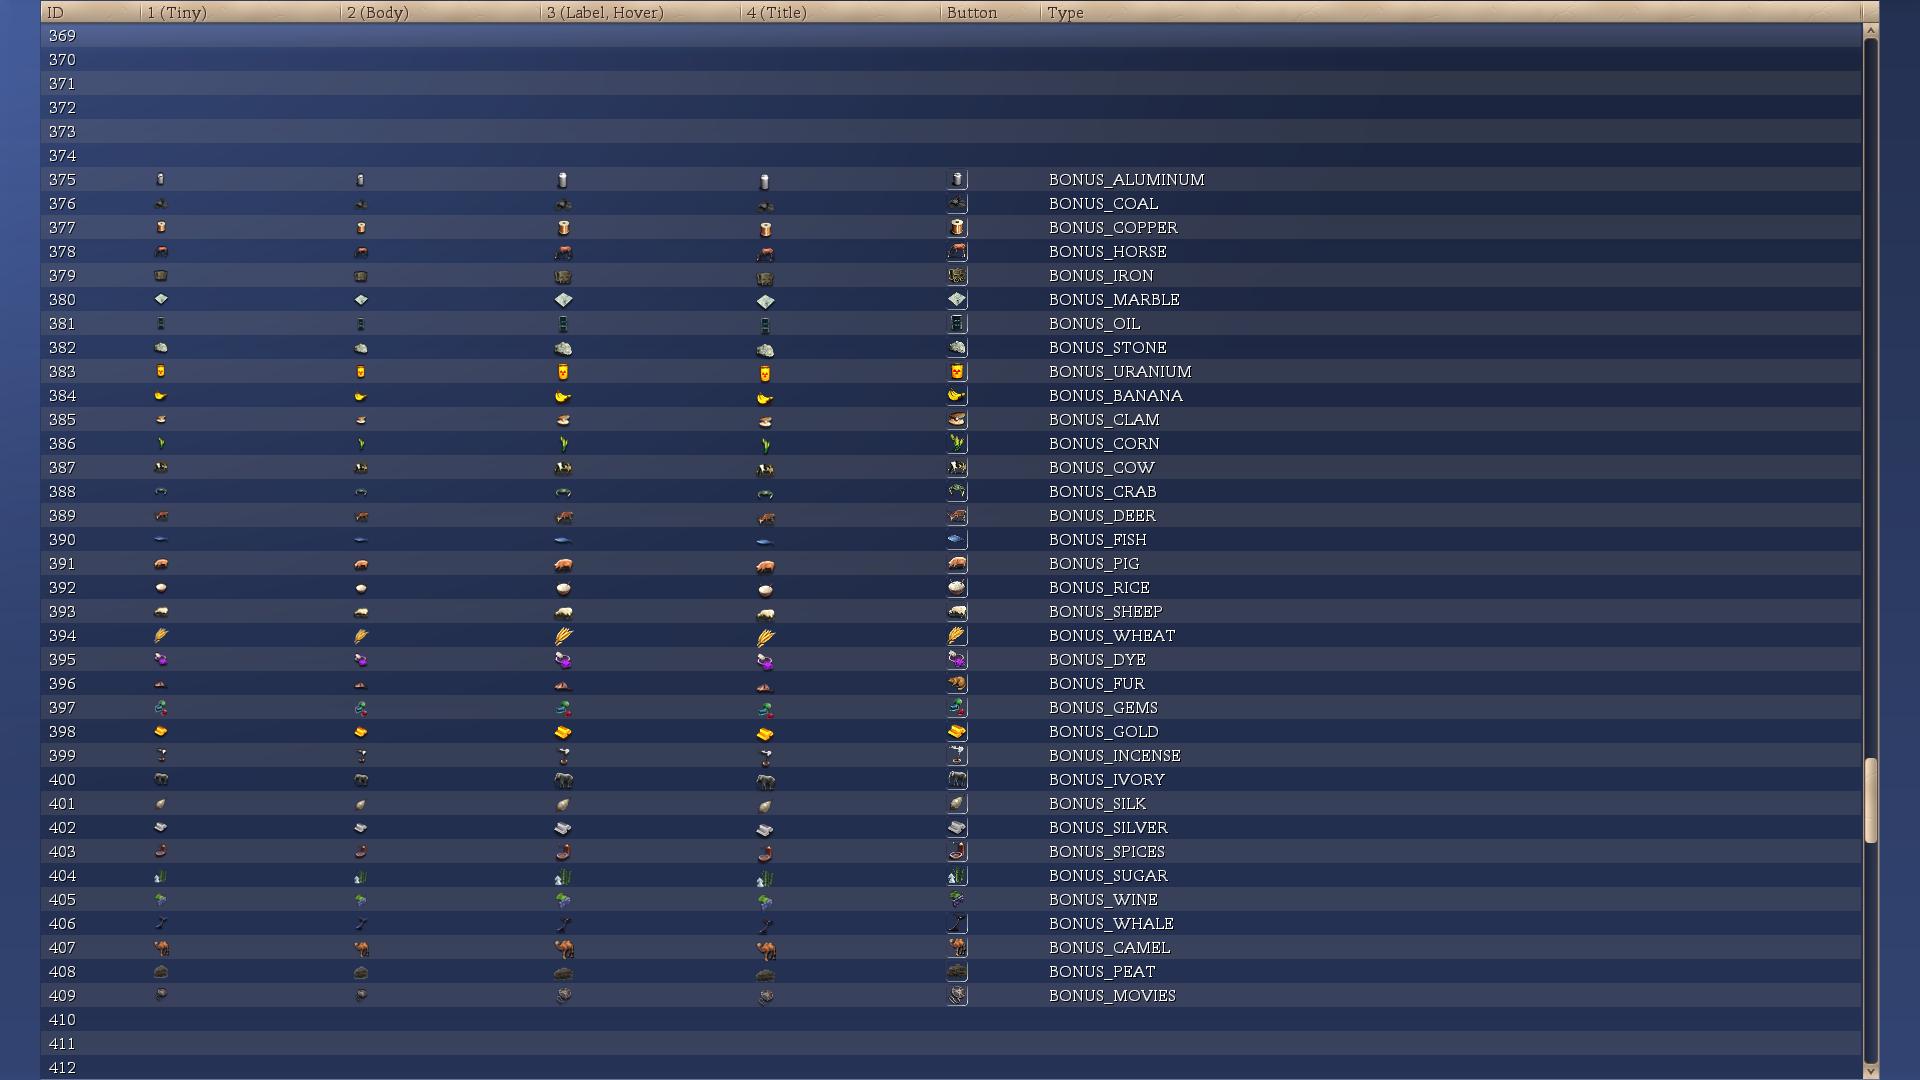 ID 1 (Tiny) 2 (Body) 3 (Label, Hover) 4 (Title) Button Type
369
370
371
372
373
374
375 BONUS_ALUMINUM
376 BONUS_COAL
377 BONUS_COPPER
378 BONUS_HORSE
379 BONUS_IRON
380 BONUS_MARBLE
381 BONUS_OIL
382 BONUS_STONE
383 BONUS_URANIUM
384 BONUS_BANANA
385 BONUS_CLAM
386 BONUS_CORN
387 BONUS_COW
388 BONUS_CRAB
389 BONUS_DEER
390 BONUS_FISH
391 BONUS_PIG
392 BONUS_RICE
393 BONUS_SHEEP
394 BONUS_WHEAT
395 BONUS_DYE
396 BONUS_FUR
397 BONUS_GEMS
398 BONUS_GOLD
399 BONUS_INCENSE
400 BONUS_IVORY
401 BONUS_SILK
402 BONUS_SILVER
403 BONUS_SPICES
404 BONUS_SUGAR
405 BONUS_WINE
406 BONUS_WHALE
407 BONUS_CAMEL
408 BONUS_PEAT
409 BONUS_MOVIES
410
411
412